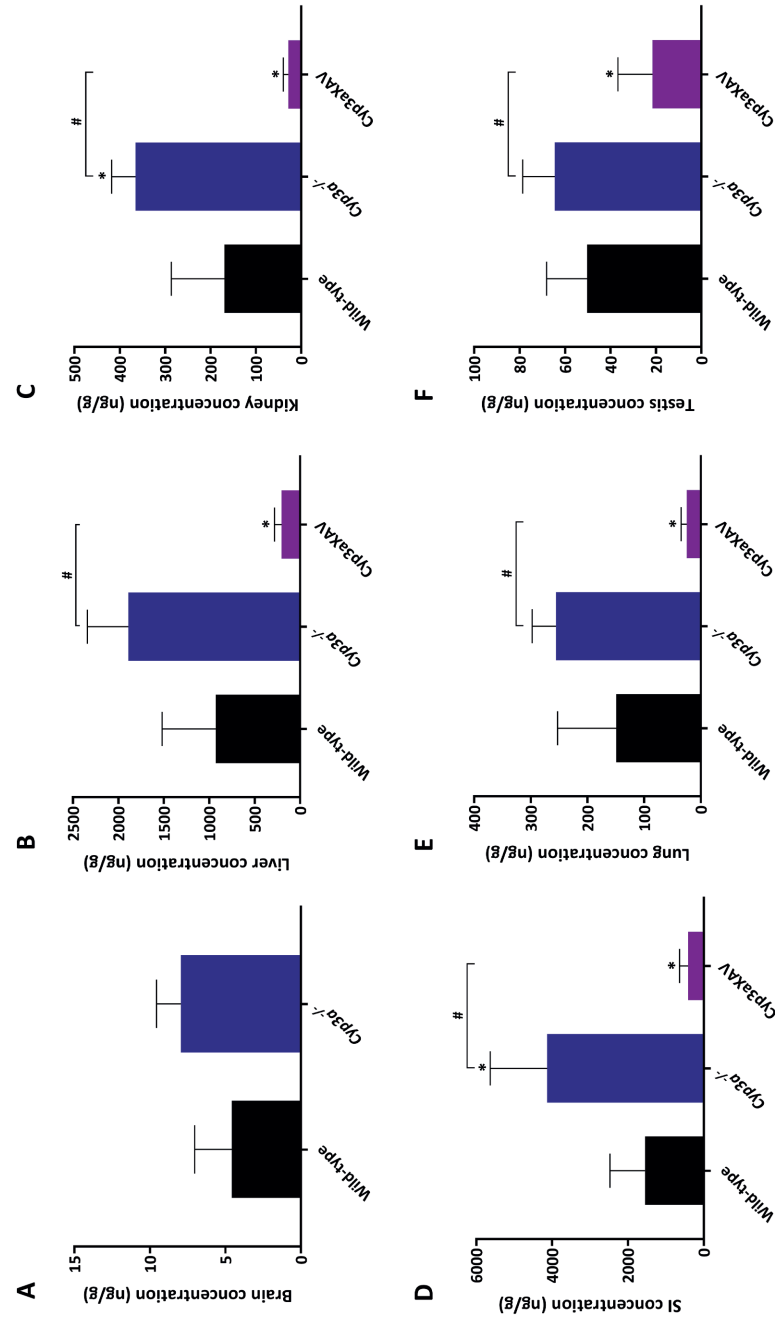 A
Brain concentration (ng/g)
15
10
5
0
Wild-type
Cyp3a-/-
B
Liver concentration (ng/g)
2500
2000
1500
1000
500
0
#
*
Wild-type
Cyp3a-/-
Cyp3aXAV
C
Kidney concentration (ng/g)
500
400
300
200
100
0
#
*
*
Wild-type
Cyp3a-/-
Cyp3aXAV
D
SI concentration (ng/g)
6000
4000
2000
0
#
*
*
Wild-type
Cyp3a-/-
Cyp3aXAV
E
Lung concentration (ng/g)
400
300
200
100
0
#
*
Wild-type
Cyp3a-/-
Cyp3aXAV
F
Testis concentration (ng/g)
100
80
60
40
20
0
#
*
Wild-type
Cyp3a-/-
Cyp3aXAV